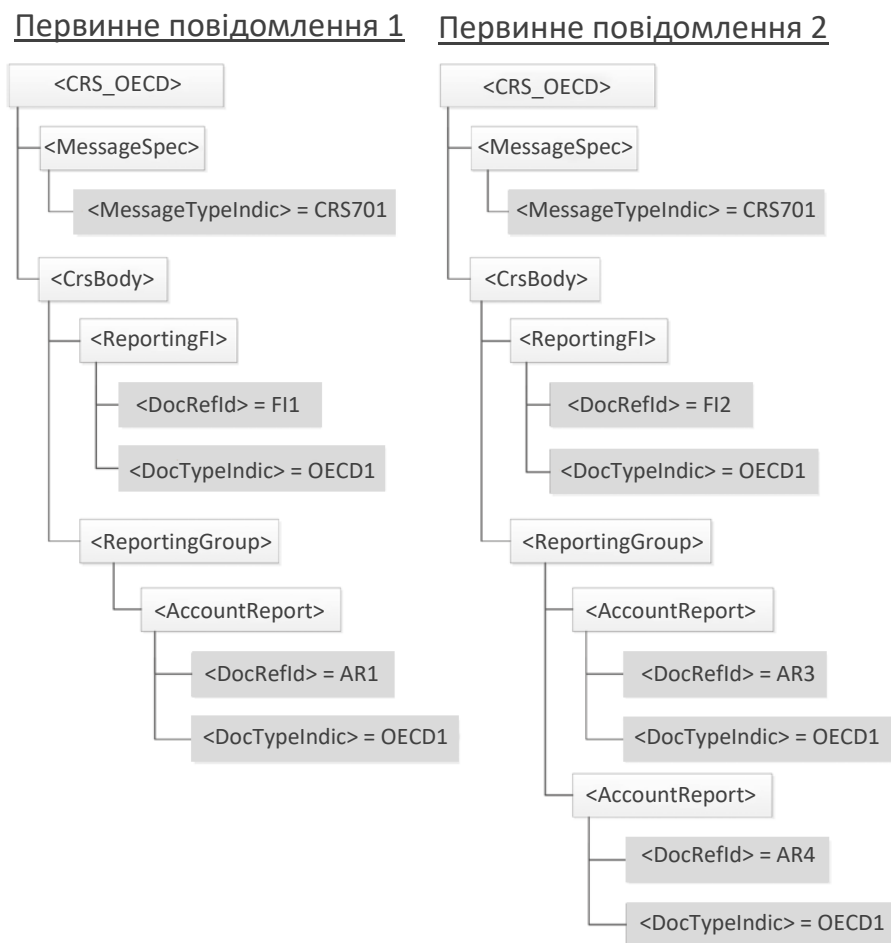 Первинне повідомлення 1
<CRS_OECD>
<MessageSpec>
<MessageTypeIndic> = CRS701
<CrsBody>
<ReportingFI>
<DocRefId> = FI1
<DocTypeIndic> = OECD1
<ReportingGroup>
<AccountReport>
<DocRefId> = AR1
<DocTypeIndic> = OECD1
Первинне повідомлення 2
<CRS_OECD>
<MessageSpec>
<MessageTypeIndic> = CRS701
<CrsBody>
<ReportingFI>
<DocRefId> = FI2
<DocTypeIndic> = OECD1
<ReportingGroup>
<AccountReport>
<DocRefId> = AR3
<DocTypeIndic> = OECD1
<AccountReport>
<DocRefId> = AR4
<DocTypeIndic> = OECD1